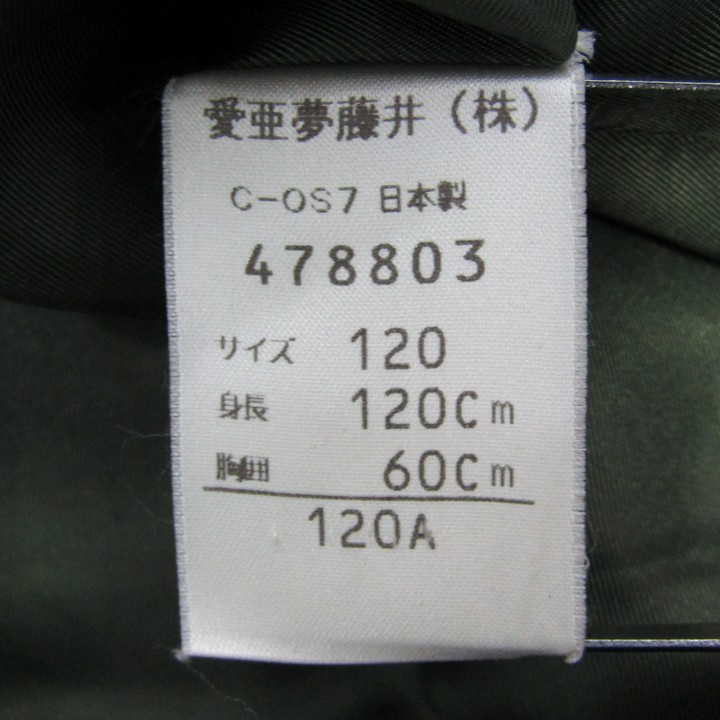 愛亜夢藤井（株）
C-OS7 日本製
478803
サイズ 120
身長 120Cm
胸囲 60Cm
120A